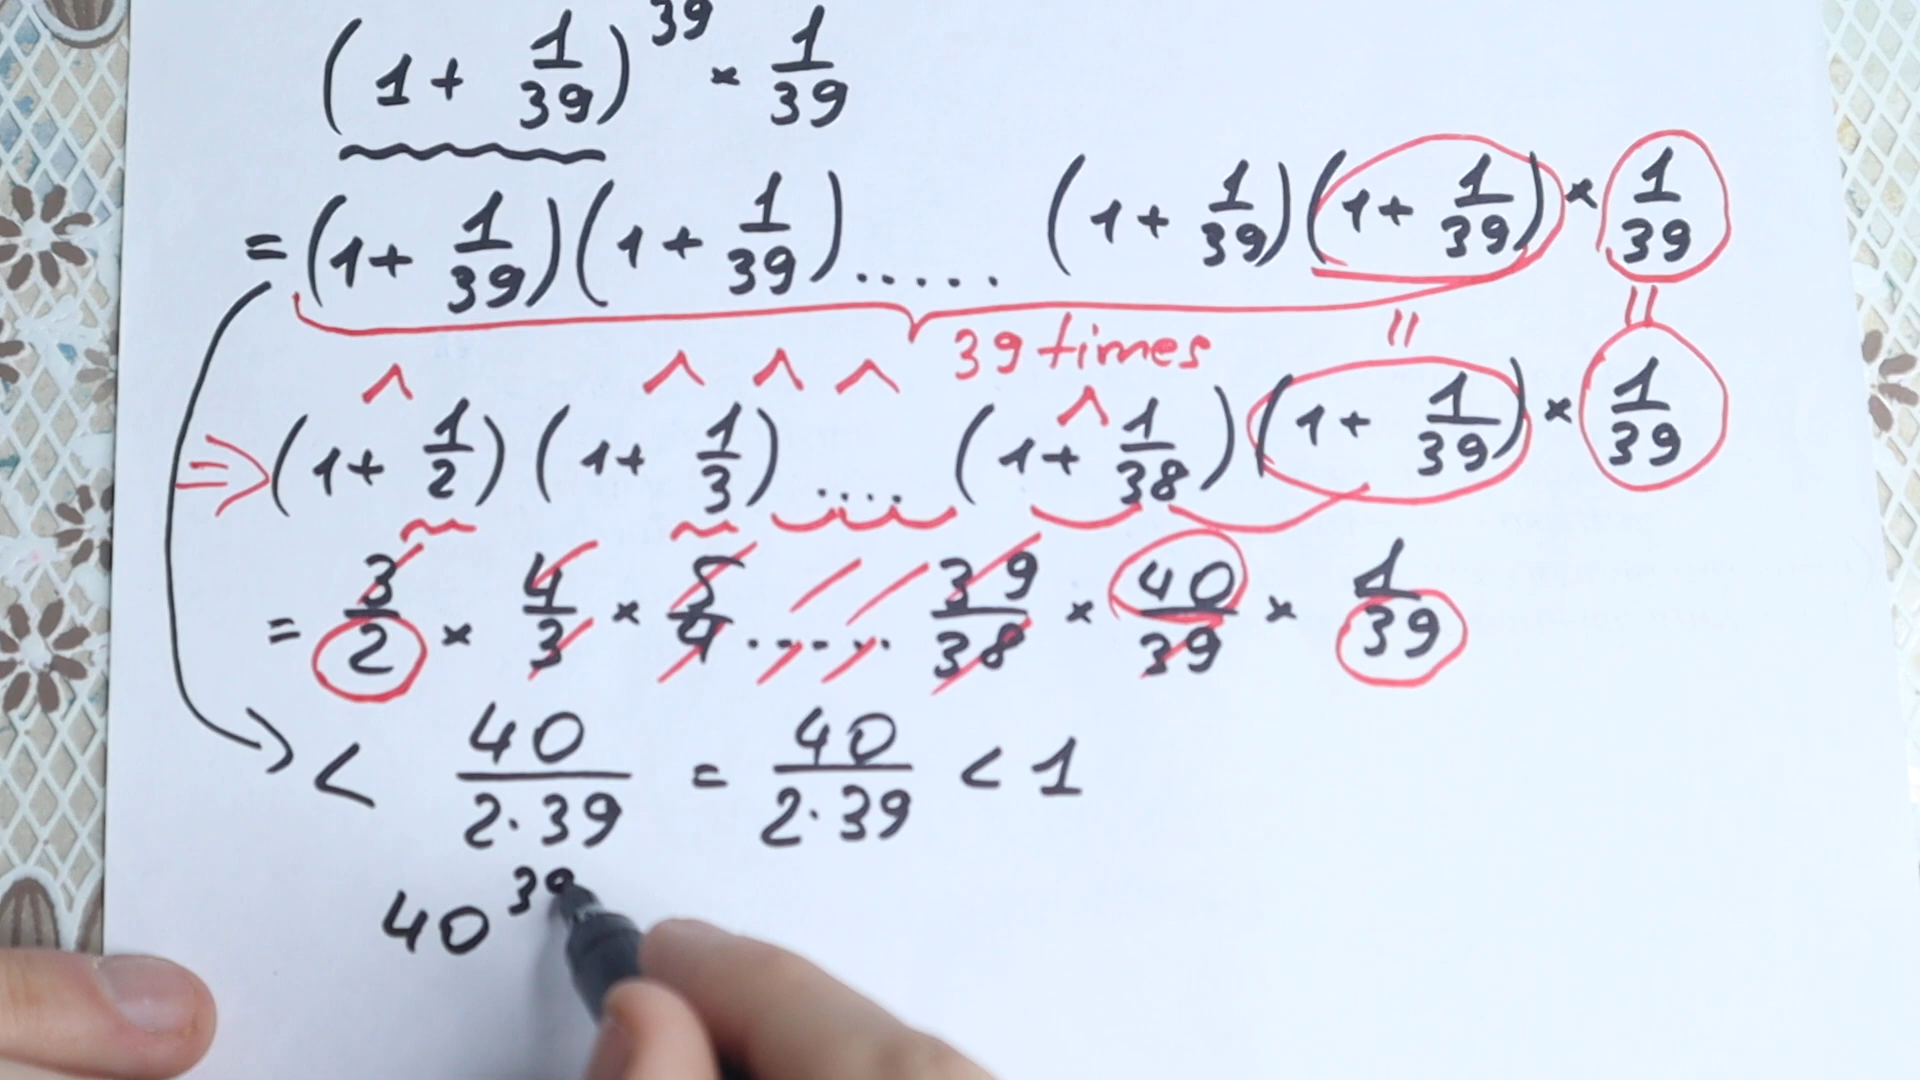 (1 + 1/39)^39 × 1/39
= (1 + 1/39)(1 + 1/39) ..... (1 + 1/39)(1 + 1/39) × 1/39
39 times
^ ^ ^ ^ ^ || ||
⇒ (1 + 1/2)(1 + 1/3) .... (1 + 1/38)(1 + 1/39) × 1/39
= 3/2 × 4/3 × 5/4 ..... 39/38 × 40/39 × 1/39
< 40/2·39 = 40/2·39 < 1
40^39